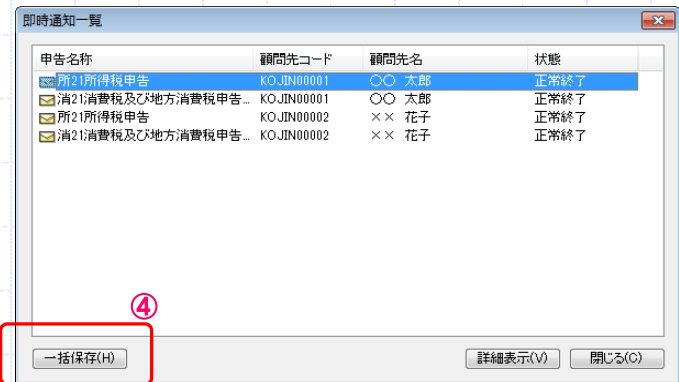 即時通知一覧
申告名称 顧問先コード 顧問先名 状態
所21所得税申告 KOJIN00001 〇〇 太郎 正常終了
消21消費税及び地方消費税申告... KOJIN00001 〇〇 太郎 正常終了
所21所得税申告 KOJIN00002 ×× 花子 正常終了
消21消費税及び地方消費税申告... KOJIN00002 ×× 花子 正常終了
④
一括保存(H) 詳細表示(V) 閉じる(C)